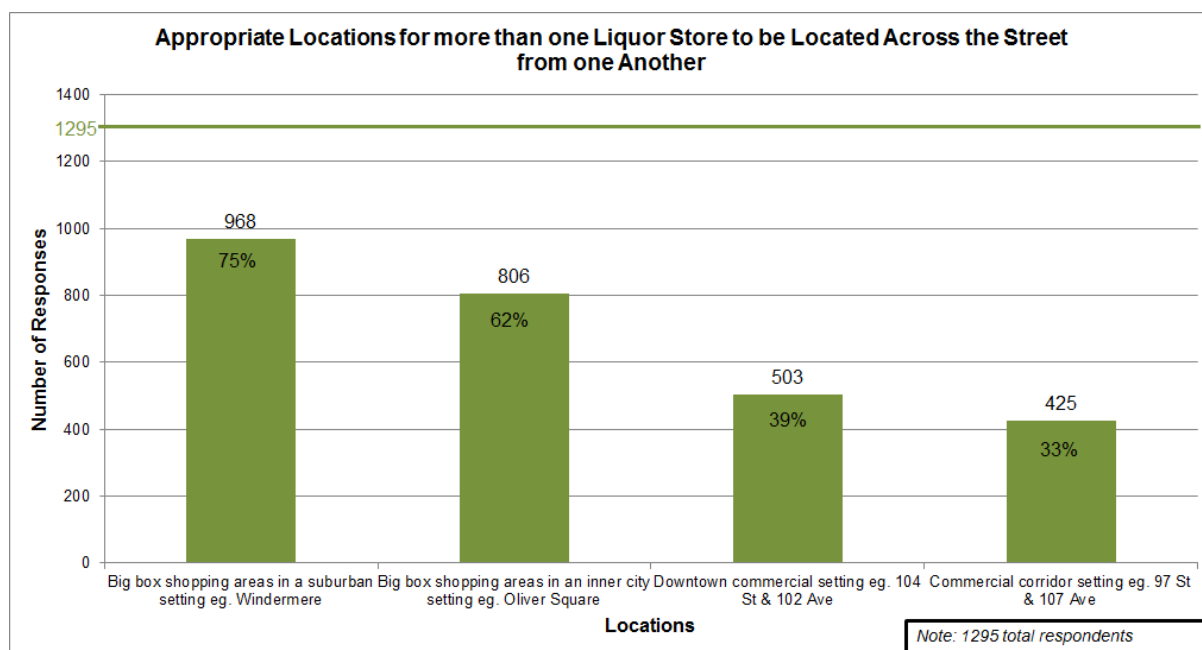 Appropriate Locations for more than one Liquor Store to be Located Across the Street
from one Another
Number of Responses
1400
1295
1200
1000
800
600
400
200
0
968
75%
806
62%
503
39%
425
33%
Big box shopping areas in a suburban
setting eg. Windermere
Big box shopping areas in an inner city
setting eg. Oliver Square
Downtown commercial setting eg. 104
St & 102 Ave
Commercial corridor setting eg. 97 St
& 107 Ave
Locations
Note: 1295 total respondents